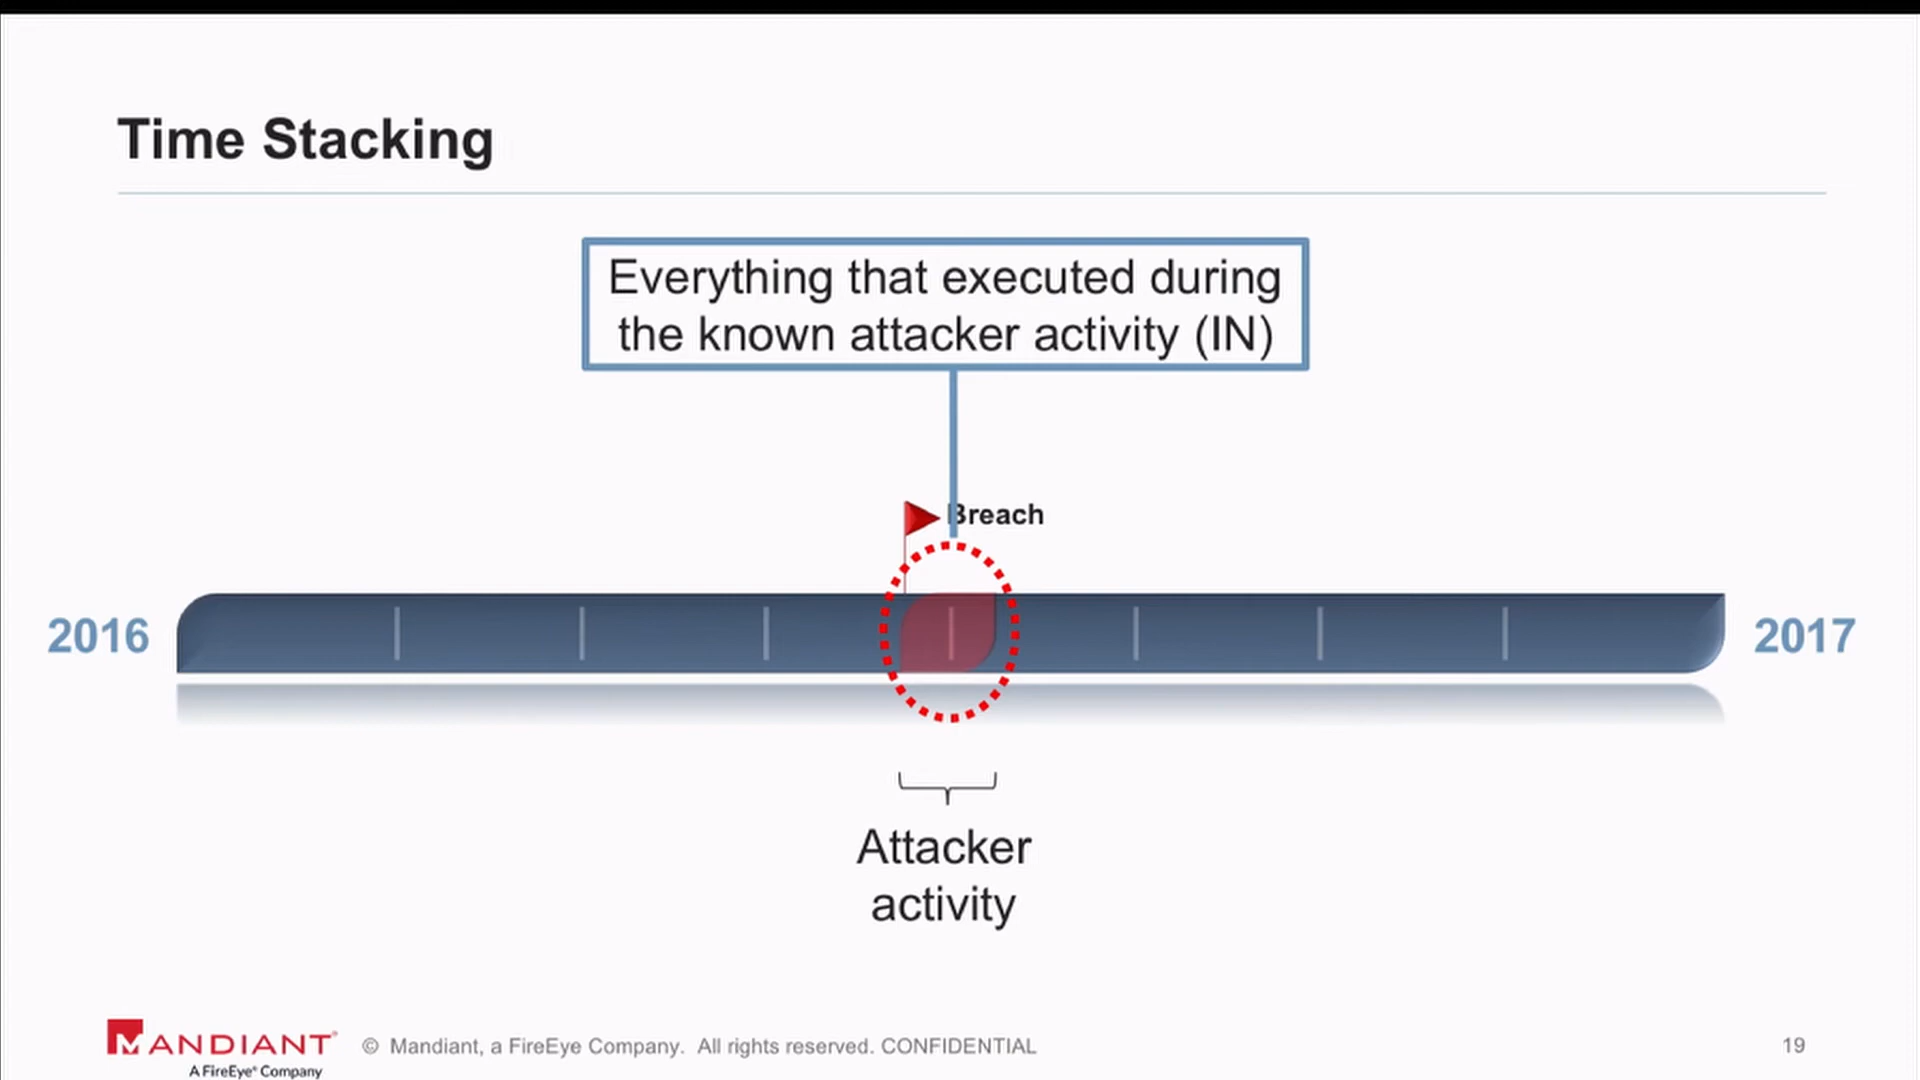 Time Stacking
Everything that executed during
the known attacker activity (IN)
Breach
2016
2017
Attacker
activity
MANDIANT®
A FireEye® Company
© Mandiant, a FireEye Company. All rights reserved. CONFIDENTIAL
19